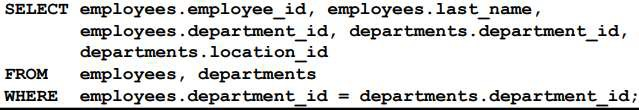 SELECT employees.employee_id, employees.last_name,
employees.department_id, departments.department_id,
departments.location_id
FROM employees, departments
WHERE employees.department_id = departments.department_id;